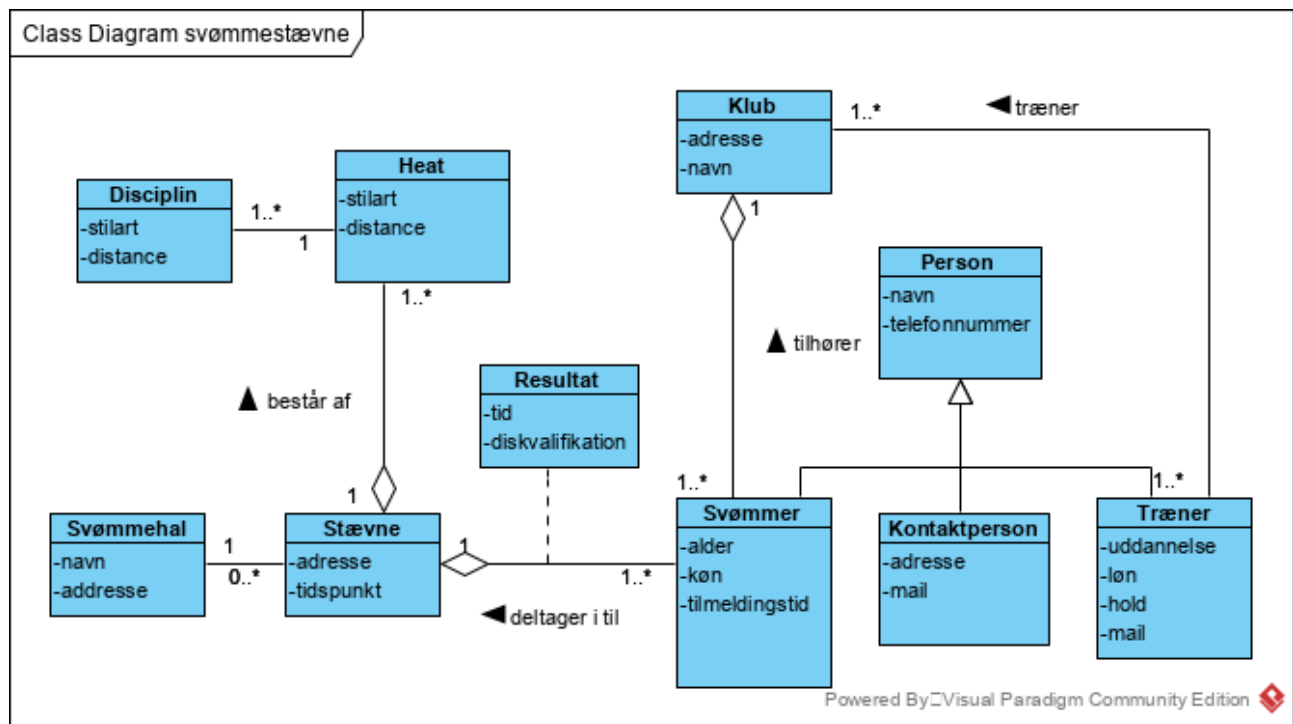 Class Diagram svømmestævne
Klub
-adresse
-navn
1..*
◄ træner
Heat
-stilart
-distance
Disciplin
-stilart
-distance
1..*
1
1
1..*
Person
-navn
-telefonnummer
▲ tilhører
Resultat
-tid
-diskvalifikation
▲ består af
1
1..*
1..*
Svømmehal
-navn
-addresse
1
0..*
Stævne
-adresse
-tidspunkt
1
1..*
◄ deltager i til
Svømmer
-alder
-køn
-tilmeldingstid
Kontaktperson
-adresse
-mail
Træner
-uddannelse
-løn
-hold
-mail
Powered By□Visual Paradigm Community Edition